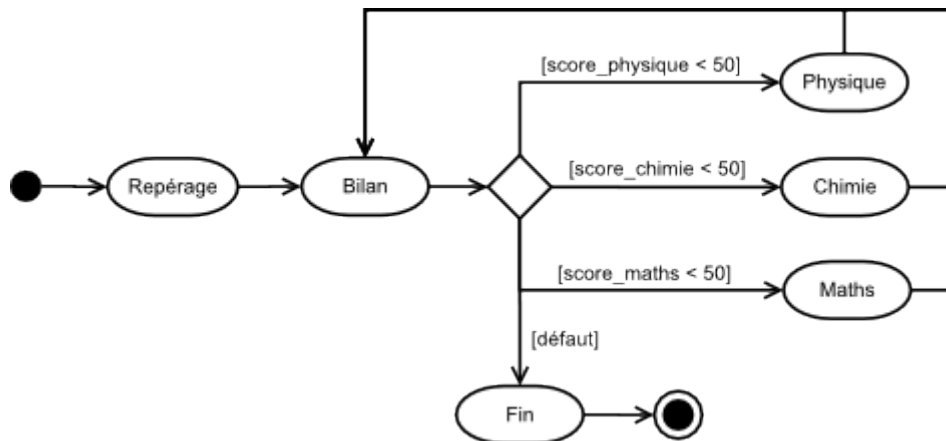 [score_physique < 50]
Physique
Repérage
Bilan
[score_chimie < 50]
Chimie
[score_maths < 50]
Maths
[défaut]
Fin